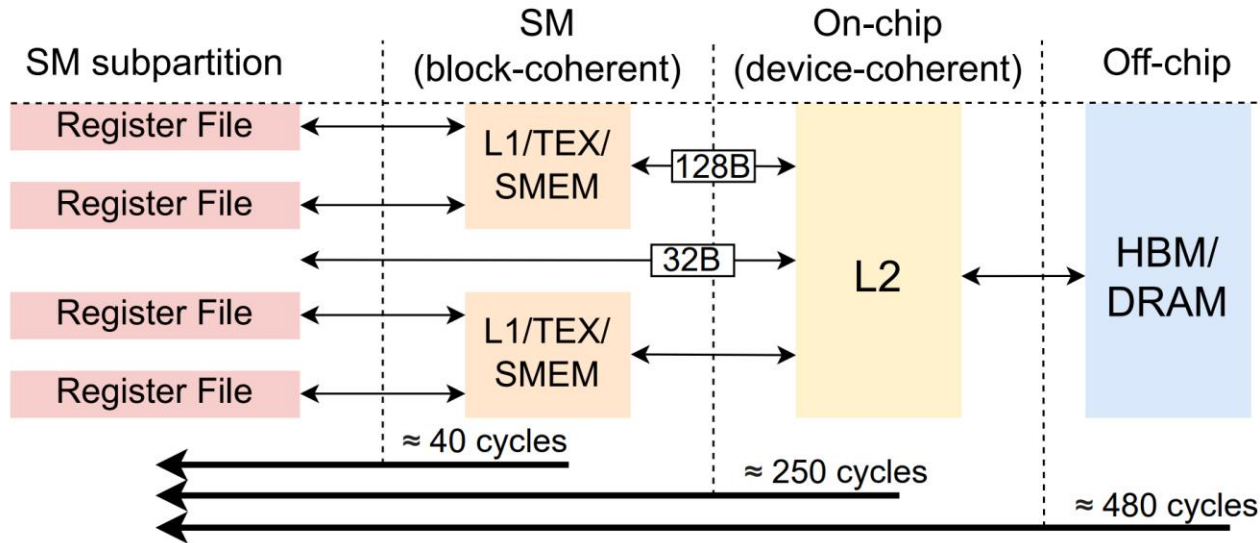 SM subpartition
SM
(block-coherent)
On-chip
(device-coherent)
Off-chip
Register File
Register File
Register File
Register File
L1/TEX/
SMEM
L1/TEX/
SMEM
128B
32B
L2
HBM/
DRAM
≈ 40 cycles
≈ 250 cycles
≈ 480 cycles